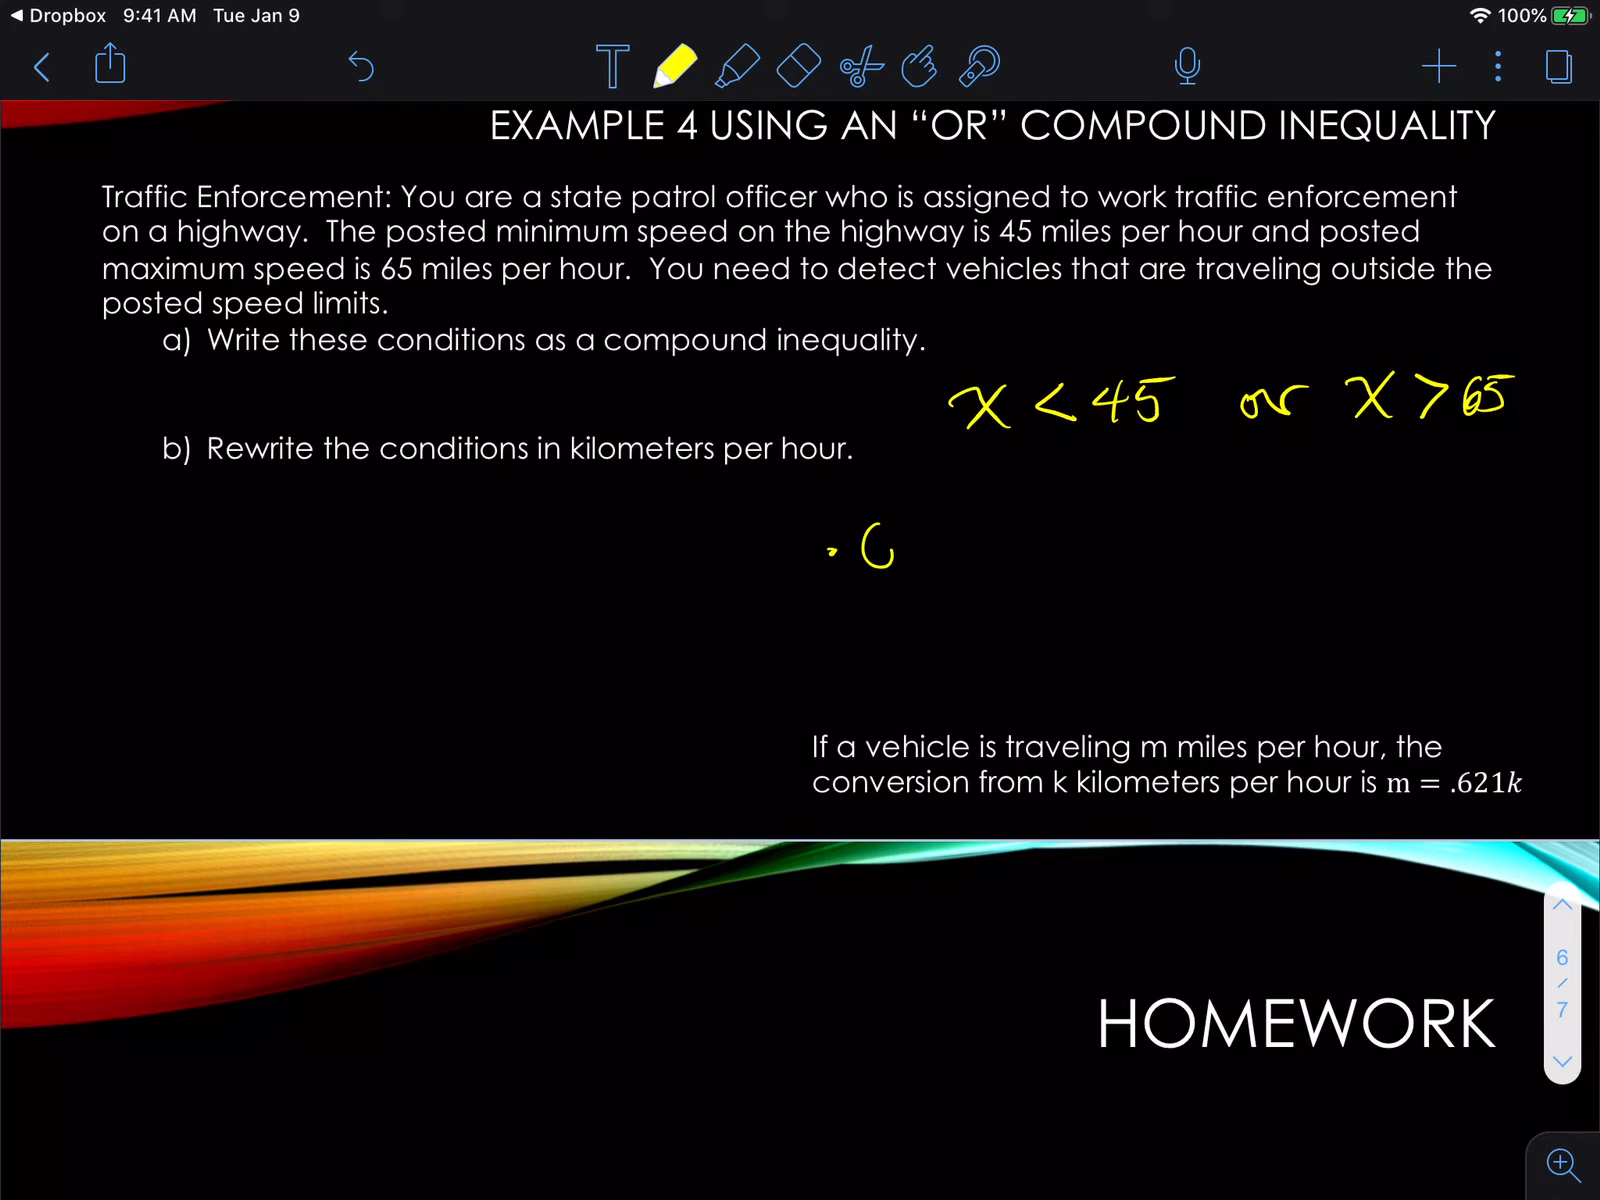 Dropbox 9:41 AM Tue Jan 9 100%
EXAMPLE 4 USING AN “OR” COMPOUND INEQUALITY
Traffic Enforcement: You are a state patrol officer who is assigned to work traffic enforcement
on a highway. The posted minimum speed on the highway is 45 miles per hour and posted
maximum speed is 65 miles per hour. You need to detect vehicles that are traveling outside the
posted speed limits.
a) Write these conditions as a compound inequality.
x < 45 or x > 65
b) Rewrite the conditions in kilometers per hour.
If a vehicle is traveling m miles per hour, the
conversion from k kilometers per hour is m = .621k
6
/
7
HOMEWORK